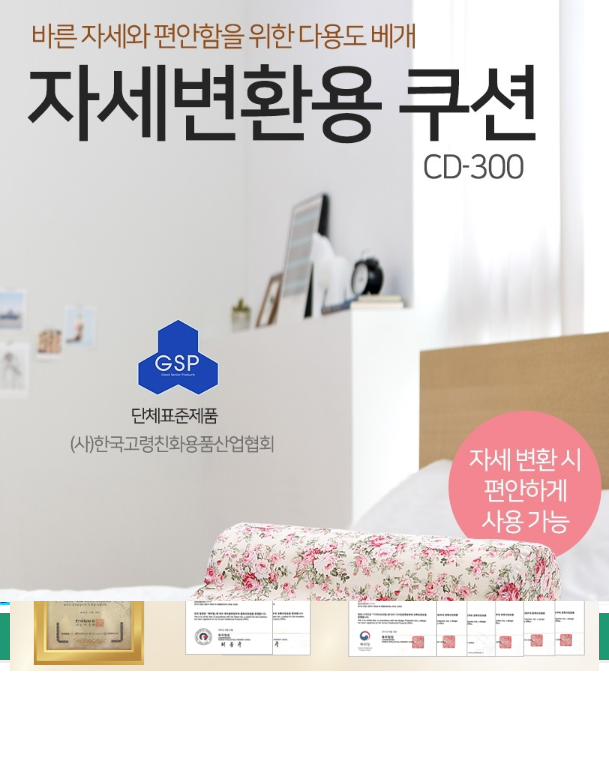 바른 자세와 편안함을 위한 다용도 베개
자세변환용 쿠션
CD-300
GSP
단체표준제품
(사)한국고령친화용품산업협회
자세 변환 시
편안하게
사용 가능